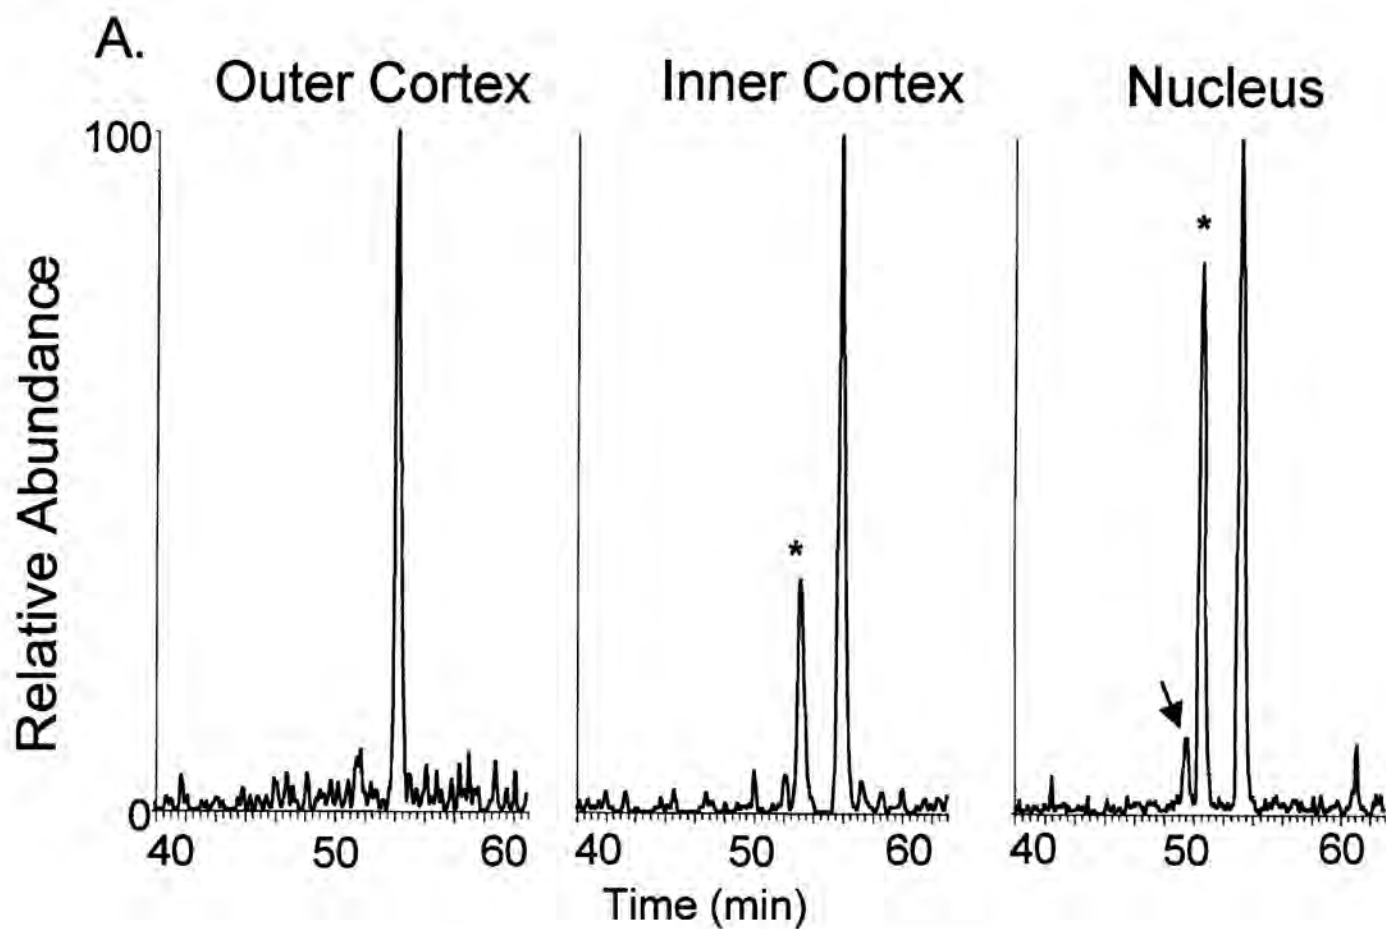 A.
Outer Cortex
Inner Cortex
Nucleus
Relative Abundance
100
0
*
*
40 50 60
40 50 60
40 50 60
Time (min)